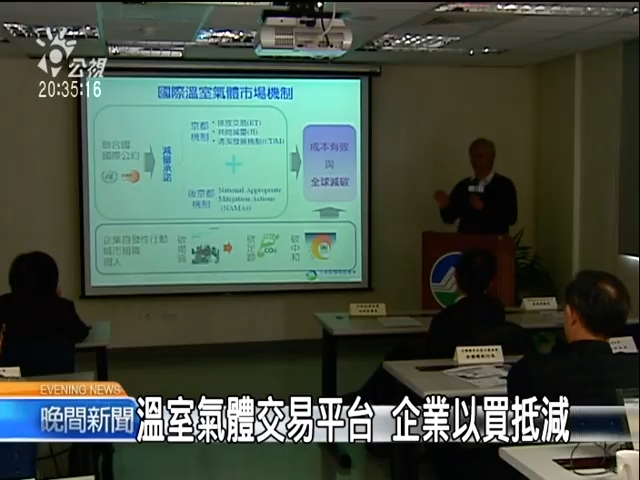 公視
20:35:16
國際溫室氣體市場機制
聯合國
國際公約
減量承諾
京都
機制
• 排放交易(ET)
• 共同減量(JI)
• 清潔發展機制(CDM)
+
後京都
機制
National Appropriate
Mitigation Actions
(NAMAs)
成本有效
與
全球減碳
企業自發性行動
城市組織
個人
碳揭露
碳足跡
CO2
碳中和
EVENING NEWS
晚間新聞
溫室氣體交易平台 企業以買抵減